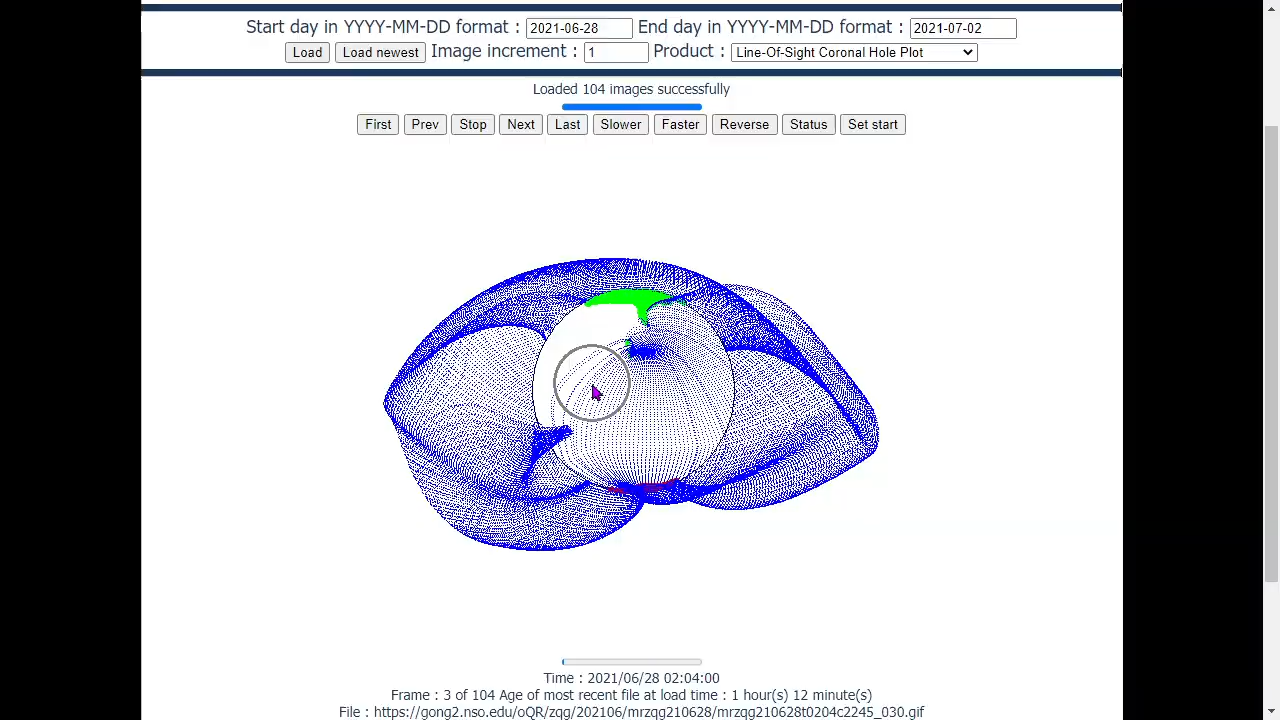 Start day in YYYY-MM-DD format : 2021-06-28 End day in YYYY-MM-DD format : 2021-07-02
Load Load newest Image increment : 1 Product : Line-Of-Sight Coronal Hole Plot
Loaded 104 images successfully
First Prev Stop Next Last Slower Faster Reverse Status Set start
Time : 2021/06/28 02:04:00
Frame : 3 of 104 Age of most recent file at load time : 1 hour(s) 12 minute(s)
File : https://gong2.nso.edu/oQR/zqg/202106/mrzqg210628/mrzqg210628t0204c2245_030.gif